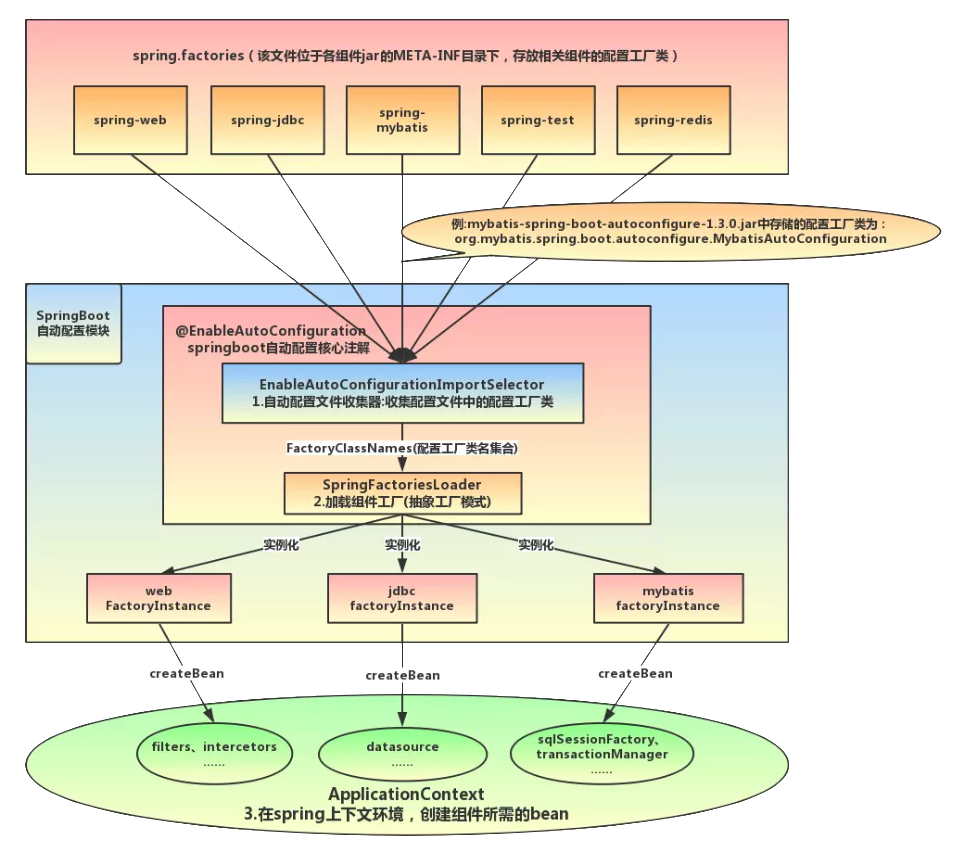 spring.factories（该文件位于各组件jar的META-INF目录下，存放相关组件的配置工厂类）
spring-web
spring-jdbc
spring-
mybatis
spring-test
spring-redis
例:mybatis-spring-boot-autoconfigure-1.3.0.jar中存储的配置工厂类为：
org.mybatis.spring.boot.autoconfigure.MybatisAutoConfiguration
SpringBoot
自动配置模块
@EnableAutoConfiguration
springboot自动配置核心注解
EnableAutoConfigurationImportSelector
1.自动配置文件收集器:收集配置文件中的配置工厂类
FactoryClassNames(配置工厂类名集合)
SpringFactoriesLoader
2.加载组件工厂(抽象工厂模式)
实例化
实例化
实例化
web
FactoryInstance
jdbc
factoryInstance
mybatis
factoryInstance
createBean
createBean
createBean
filters、intercetors
......
datasource
......
sqlSessionFactory、
transactionManager
......
ApplicationContext
3.在spring上下文环境，创建组件所需的bean